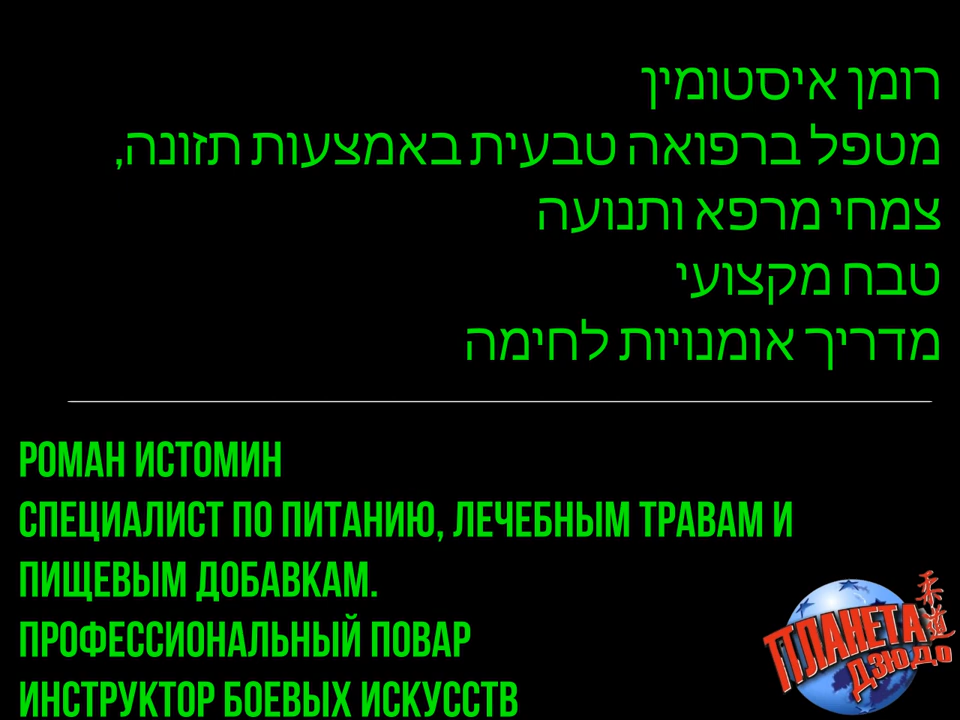 רומן איסטומין
מטפל ברפואה טבעית באמצעות תזונה,
צמחי מרפא ותנועה
טבח מקצועי
מדריך אומנויות לחימה
РОМАН ИСТОМИН
СПЕЦИАЛИСТ ПО ПИТАНИЮ, ЛЕЧЕБНЫМ ТРАВАМ И
ПИЩЕВЫМ ДОБАВКАМ.
ПРОФЕССИОНАЛЬНЫЙ ПОВАР
ИНСТРУКТОР БОЕВЫХ ИСКУССТВ
柔道
ПЛАНЕТА
ДЗЮДО